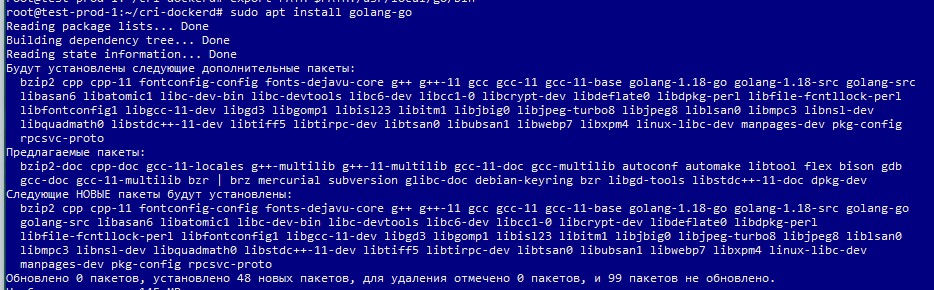 root@test-prod-1:~/cri-dockerd# sudo apt install golang-go
Reading package lists... Done
Building dependency tree... Done
Reading state information... Done
Будут установлены следующие дополнительные пакеты:
bzip2 cpp cpp-11 fontconfig-config fonts-dejavu-core g++ g++-11 gcc gcc-11 gcc-11-base golang-1.18-go golang-1.18-src golang-src
libasan6 libatomic1 libc-dev-bin libc-devtools libc6-dev libcc1-0 libcrypt-dev libdeflate0 libdpkg-perl libfile-fcntllock-perl
libfontconfig1 libgcc-11-dev libgd3 libgomp1 libisl23 libitm1 libjbig0 libjpeg-turbo8 libjpeg8 liblsan0 libmpc3 libnsl-dev
libquadmath0 libstdc++-11-dev libtiff5 libtirpc-dev libtsan0 libubsan1 libwebp7 libxpm4 linux-libc-dev manpages-dev pkg-config
rpcsvc-proto
Предлагаемые пакеты:
bzip2-doc cpp-doc gcc-11-locales g++-multilib g++-11-multilib gcc-11-doc gcc-multilib autoconf automake libtool flex bison gdb
gcc-doc gcc-11-multilib bzr | brz mercurial subversion glibc-doc debian-keyring bzr libgd-tools libstdc++-11-doc dpkg-dev
Следующие НОВЫЕ пакеты будут установлены:
bzip2 cpp cpp-11 fontconfig-config fonts-dejavu-core g++ g++-11 gcc gcc-11 gcc-11-base golang-1.18-go golang-1.18-src golang-go
golang-src libasan6 libatomic1 libc-dev-bin libc-devtools libc6-dev libcc1-0 libcrypt-dev libdeflate0 libdpkg-perl
libfile-fcntllock-perl libfontconfig1 libgcc-11-dev libgd3 libgomp1 libisl23 libitm1 libjbig0 libjpeg-turbo8 libjpeg8 liblsan0
libmpc3 libnsl-dev libquadmath0 libstdc++-11-dev libtiff5 libtirpc-dev libtsan0 libubsan1 libwebp7 libxpm4 linux-libc-dev
manpages-dev pkg-config rpcsvc-proto
Обновлено 0 пакетов, установлено 48 новых пакетов, для удаления отмечено 0 пакетов, и 99 пакетов не обновлено.